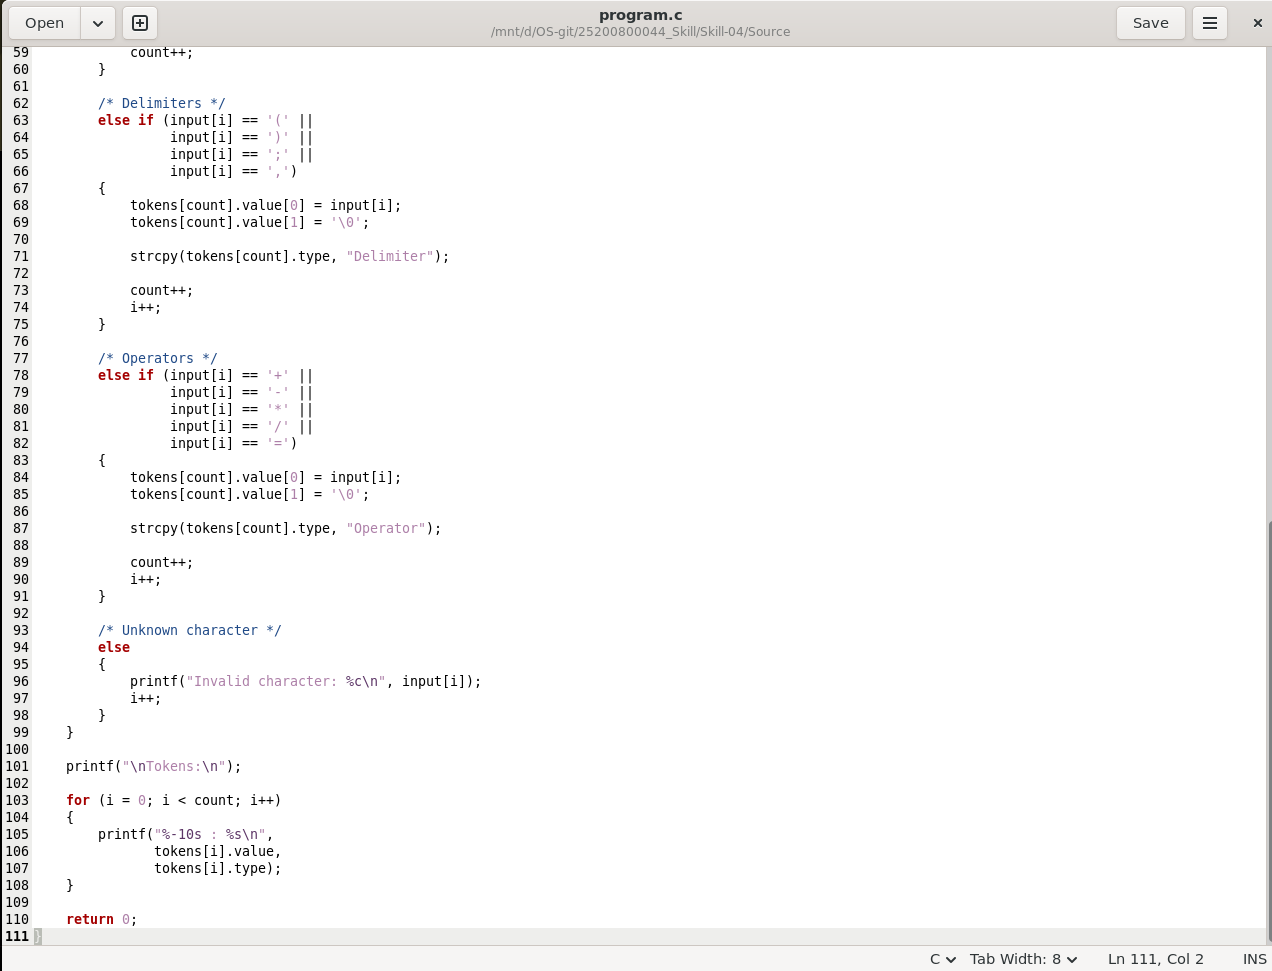 Open
program.c
/mnt/d/OS-git/25200800044_Skill/Skill-04/Source
Save
59             count++;
60         }
61
62         /* Delimiters */
63         else if (input[i] == '(' ||
64                  input[i] == ')' ||
65                  input[i] == ';' ||
66                  input[i] == ',')
67         {
68             tokens[count].value[0] = input[i];
69             tokens[count].value[1] = '\0';
70
71             strcpy(tokens[count].type, "Delimiter");
72
73             count++;
74             i++;
75         }
76
77         /* Operators */
78         else if (input[i] == '+' ||
79                  input[i] == '-' ||
80                  input[i] == '*' ||
81                  input[i] == '/' ||
82                  input[i] == '=')
83         {
84             tokens[count].value[0] = input[i];
85             tokens[count].value[1] = '\0';
86
87             strcpy(tokens[count].type, "Operator");
88
89             count++;
90             i++;
91         }
92
93         /* Unknown character */
94         else
95         {
96             printf("Invalid character: %c\n", input[i]);
97             i++;
98         }
99     }
100
101     printf("\nTokens:\n");
102
103     for (i = 0; i < count; i++)
104     {
105         printf("%-10s : %s\n",
106                tokens[i].value,
107                tokens[i].type);
108     }
109
110     return 0;
111 }
C
Tab Width: 8
Ln 111, Col 2
INS